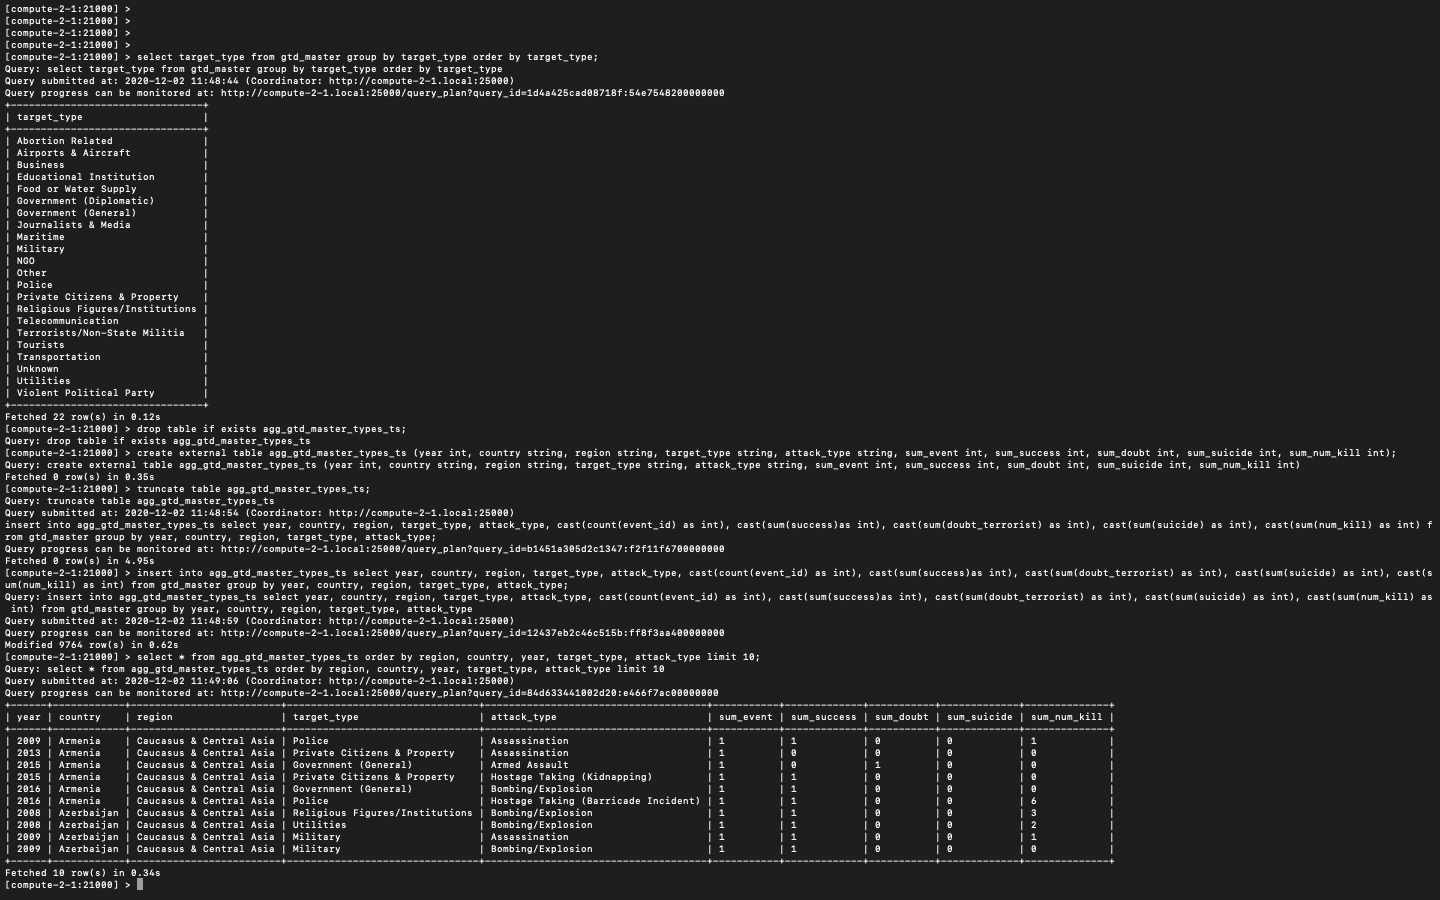 [compute-2-1:21000] >
[compute-2-1:21000] >
[compute-2-1:21000] >
[compute-2-1:21000] >
[compute-2-1:21000] > select target_type from gtd_master group by target_type order by target_type;
Query: select target_type from gtd_master group by target_type order by target_type
Query submitted at: 2020-12-02 11:48:44 (Coordinator: http://compute-2-1.local:25000)
Query progress can be monitored at: http://compute-2-1.local:25000/query_plan?query_id=1d4a425cad08718f:54e7548200000000
+--------------------------------+
| target_type                    |
+--------------------------------+
| Abortion Related               |
| Airports & Aircraft            |
| Business                       |
| Educational Institution        |
| Food or Water Supply           |
| Government (Diplomatic)        |
| Government (General)           |
| Journalists & Media            |
| Maritime                       |
| Military                       |
| NGO                            |
| Other                          |
| Police                         |
| Private Citizens & Property    |
| Religious Figures/Institutions |
| Telecommunication              |
| Terrorists/Non-State Militia   |
| Tourists                       |
| Transportation                 |
| Unknown                        |
| Utilities                      |
| Violent Political Party        |
+--------------------------------+
Fetched 22 row(s) in 0.12s
[compute-2-1:21000] > drop table if exists agg_gtd_master_types_ts;
Query: drop table if exists agg_gtd_master_types_ts
[compute-2-1:21000] > create external table agg_gtd_master_types_ts (year int, country string, region string, target_type string, attack_type string, sum_event int, sum_success int, sum_doubt int, sum_suicide int, sum_num_kill int);
Query: create external table agg_gtd_master_types_ts (year int, country string, region string, target_type string, attack_type string, sum_event int, sum_success int, sum_doubt int, sum_suicide int, sum_num_kill int)
Fetched 0 row(s) in 0.35s
[compute-2-1:21000] > truncate table agg_gtd_master_types_ts;
Query: truncate table agg_gtd_master_types_ts
Query submitted at: 2020-12-02 11:48:54 (Coordinator: http://compute-2-1.local:25000)
insert into agg_gtd_master_types_ts select year, country, region, target_type, attack_type, cast(count(event_id) as int), cast(sum(success)as int), cast(sum(doubt_terrorist) as int), cast(sum(suicide) as int), cast(sum(num_kill) as int) f
rom gtd_master group by year, country, region, target_type, attack_type;
Query progress can be monitored at: http://compute-2-1.local:25000/query_plan?query_id=b1451a305d2c1347:f2f11f6700000000
Fetched 0 row(s) in 4.95s
[compute-2-1:21000] > insert into agg_gtd_master_types_ts select year, country, region, target_type, attack_type, cast(count(event_id) as int), cast(sum(success)as int), cast(sum(doubt_terrorist) as int), cast(sum(suicide) as int), cast(s
um(num_kill) as int) from gtd_master group by year, country, region, target_type, attack_type;
Query: insert into agg_gtd_master_types_ts select year, country, region, target_type, attack_type, cast(count(event_id) as int), cast(sum(success)as int), cast(sum(doubt_terrorist) as int), cast(sum(suicide) as int), cast(sum(num_kill) as
 int) from gtd_master group by year, country, region, target_type, attack_type
Query submitted at: 2020-12-02 11:48:59 (Coordinator: http://compute-2-1.local:25000)
Query progress can be monitored at: http://compute-2-1.local:25000/query_plan?query_id=12437eb2c46c515b:ff8f3aa400000000
Modified 9764 row(s) in 0.62s
[compute-2-1:21000] > select * from agg_gtd_master_types_ts order by region, country, year, target_type, attack_type limit 10;
Query: select * from agg_gtd_master_types_ts order by region, country, year, target_type, attack_type limit 10
Query submitted at: 2020-12-02 11:49:06 (Coordinator: http://compute-2-1.local:25000)
Query progress can be monitored at: http://compute-2-1.local:25000/query_plan?query_id=84d633441002d20:e466f7ac00000000
+------+------------+-------------------------+--------------------------------+-------------------------------------+-----------+-------------+-----------+-------------+--------------+
| year | country    | region                  | target_type                    | attack_type                         | sum_event | sum_success | sum_doubt | sum_suicide | sum_num_kill |
+------+------------+-------------------------+--------------------------------+-------------------------------------+-----------+-------------+-----------+-------------+--------------+
| 2009 | Armenia    | Caucasus & Central Asia | Police                         | Assassination                       | 1         | 1           | 0         | 0           | 1            |
| 2013 | Armenia    | Caucasus & Central Asia | Private Citizens & Property    | Assassination                       | 1         | 0           | 0         | 0           | 0            |
| 2015 | Armenia    | Caucasus & Central Asia | Government (General)           | Armed Assault                       | 1         | 0           | 1         | 0           | 0            |
| 2015 | Armenia    | Caucasus & Central Asia | Private Citizens & Property    | Hostage Taking (Kidnapping)         | 1         | 1           | 0         | 0           | 0            |
| 2016 | Armenia    | Caucasus & Central Asia | Government (General)           | Bombing/Explosion                   | 1         | 1           | 0         | 0           | 0            |
| 2016 | Armenia    | Caucasus & Central Asia | Police                         | Hostage Taking (Barricade Incident) | 1         | 1           | 0         | 0           | 6            |
| 2008 | Azerbaijan | Caucasus & Central Asia | Religious Figures/Institutions | Bombing/Explosion                   | 1         | 1           | 0         | 0           | 3            |
| 2008 | Azerbaijan | Caucasus & Central Asia | Utilities                      | Bombing/Explosion                   | 1         | 1           | 0         | 0           | 2            |
| 2009 | Azerbaijan | Caucasus & Central Asia | Military                       | Assassination                       | 1         | 1           | 0         | 0           | 1            |
| 2009 | Azerbaijan | Caucasus & Central Asia | Military                       | Bombing/Explosion                   | 1         | 1           | 0         | 0           | 0            |
+------+------------+-------------------------+--------------------------------+-------------------------------------+-----------+-------------+-----------+-------------+--------------+
Fetched 10 row(s) in 0.34s
[compute-2-1:21000] >